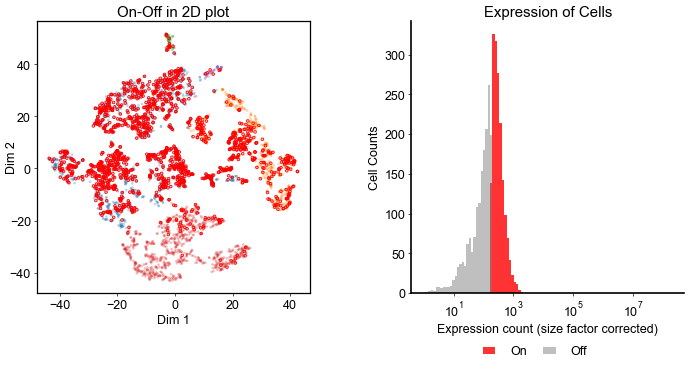 On-Off in 2D plot
Dim 2
40
20
0
−20
−40
−40
−20
0
20
40
Dim 1
Expression of Cells
Cell Counts
300
250
200
150
100
50
0
10^1
10^3
10^5
10^7
Expression count (size factor corrected)
On
Off